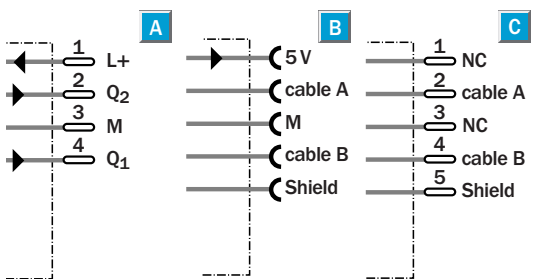 A
1 L+
2 Q2
3 M
4 Q1
B
5 V
cable A
M
cable B
Shield
C
1 NC
2 cable A
3 NC
4 cable B
5 Shield